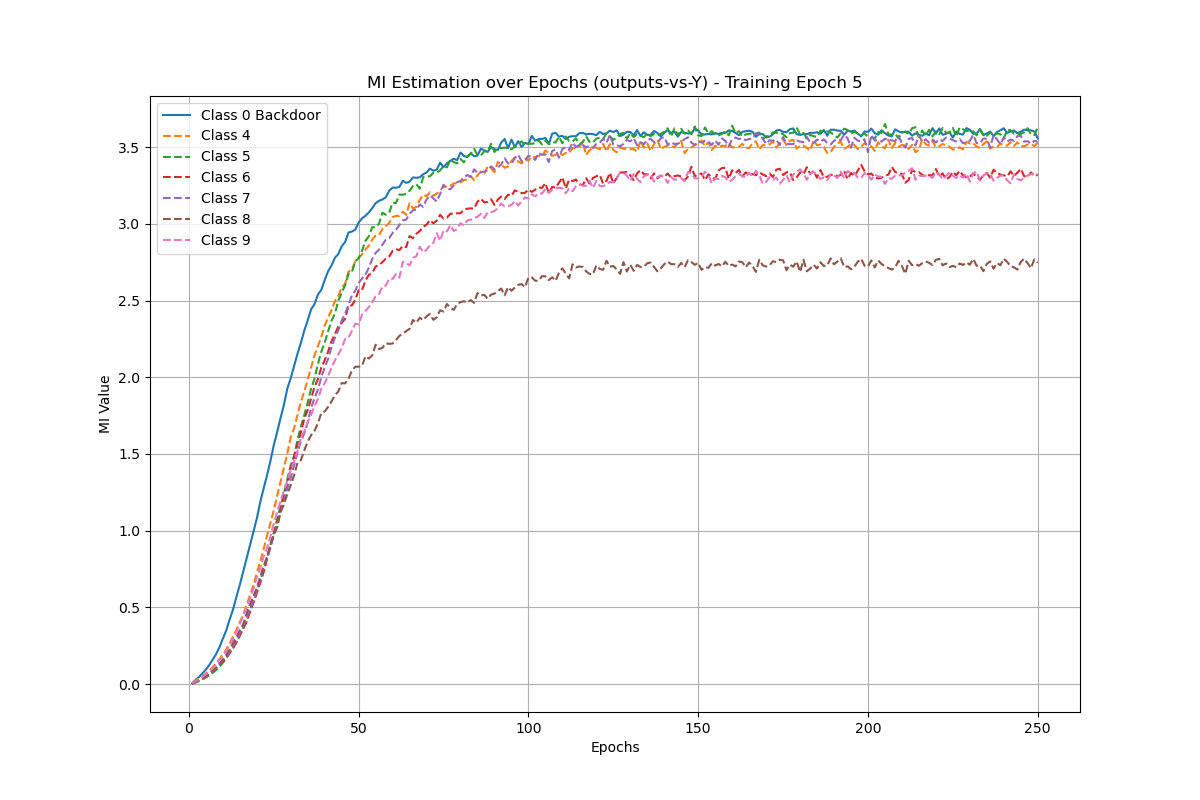 MI Estimation over Epochs (outputs-vs-Y) - Training Epoch 5
Class 0 Backdoor
Class 4
Class 5
Class 6
Class 7
Class 8
Class 9
3.5
3.0
2.5
2.0
1.5
1.0
0.5
0.0
MI Value
0 50 100 150 200 250
Epochs